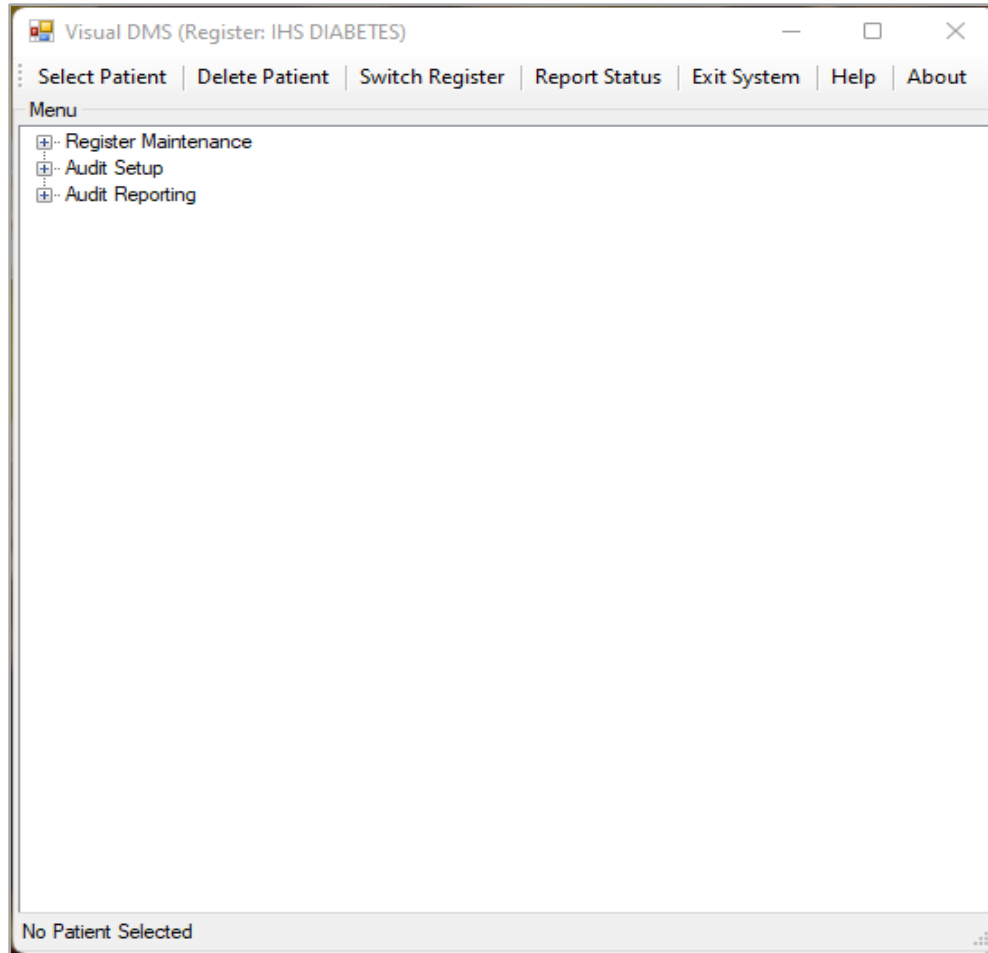 Visual DMS (Register: IHS DIABETES)
Select Patient Delete Patient Switch Register Report Status Exit System Help About
Menu
Register Maintenance
Audit Setup
Audit Reporting
No Patient Selected